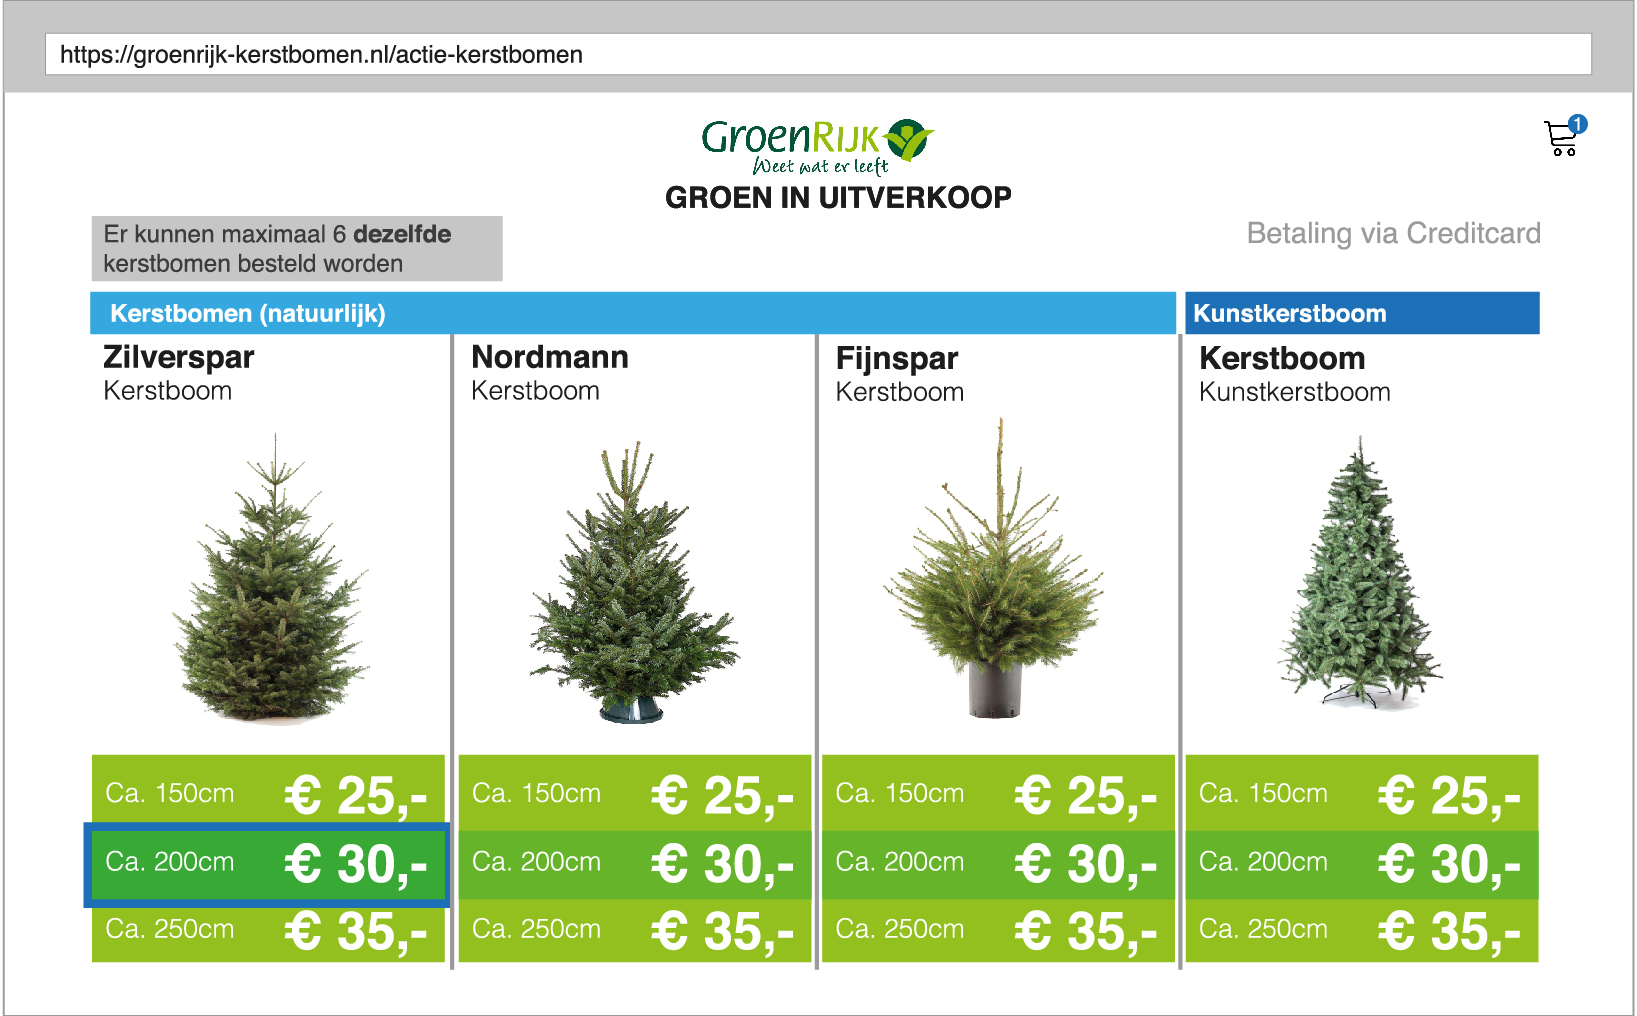 https://groenrijk-kerstbomen.nl/actie-kerstbomen
1
GROENRIJK
Weet wat er leeft
GROEN IN UITVERKOOP
Er kunnen maximaal 6 dezelfde
kerstbomen besteld worden
Betaling via Creditcard
Kerstbomen (natuurlijk)
Kunstkerstboom
Zilverspar
Kerstboom
Nordmann
Kerstboom
Fijnspar
Kerstboom
Kerstboom
Kunstkerstboom
Ca. 150cm € 25,-
Ca. 200cm € 30,-
Ca. 250cm € 35,-
Ca. 150cm € 25,-
Ca. 200cm € 30,-
Ca. 250cm € 35,-
Ca. 150cm € 25,-
Ca. 200cm € 30,-
Ca. 250cm € 35,-
Ca. 150cm € 25,-
Ca. 200cm € 30,-
Ca. 250cm € 35,-